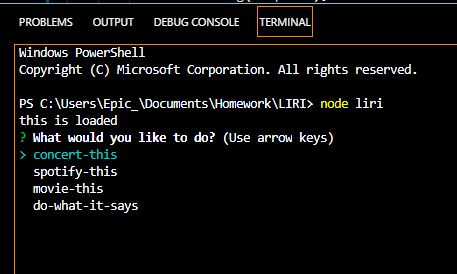 PROBLEMS OUTPUT DEBUG CONSOLE TERMINAL
Windows PowerShell
Copyright (C) Microsoft Corporation. All rights reserved.
PS C:\Users\Epic_\Documents\Homework\LIRI> node liri
this is loaded
? What would you like to do? (Use arrow keys)
> concert-this
spotify-this
movie-this
do-what-it-says